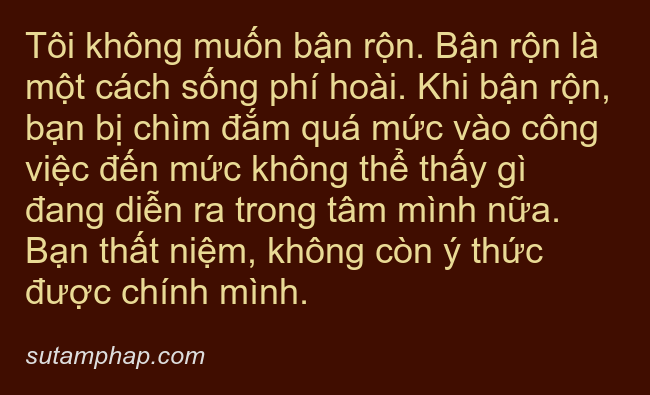 Tôi không muốn bận rộn. Bận rộn là
một cách sống phí hoài. Khi bận rộn,
bạn bị chìm đắm quá mức vào công
việc đến mức không thể thấy gì
đang diễn ra trong tâm mình nữa.
Bạn thất niệm, không còn ý thức
được chính mình.
sutamphap.com